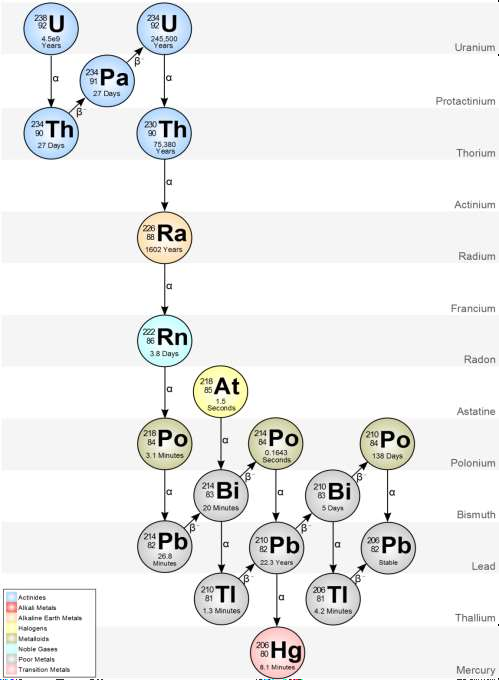 238 92 U 4.5e9 Years
234 92 U 245,500 Years
Uranium
α
β⁻
234 91 Pa 27 Days
β⁻
α
Protactinium
234 90 Th 27 Days
230 90 Th 75,380 Years
Thorium
α
Actinium
226 88 Ra 1602 Years
Radium
α
Francium
222 86 Rn 3.8 Days
Radon
α
218 85 At 1.5 Seconds
Astatine
218 84 Po 3.1 Minutes
α
214 84 Po 0.1643 Seconds
210 84 Po 138 Days
Polonium
α
214 83 Bi 20 Minutes
β⁻
α
210 83 Bi 5 Days
β⁻
α
Bismuth
214 82 Pb 26.8 Minutes
β⁻
α
210 82 Pb 22.3 Years
β⁻
α
206 82 Pb Stable
Lead
210 81 Tl 1.3 Minutes
β⁻
α
206 81 Tl 4.2 Minutes
β⁻
Thallium
206 80 Hg 8.1 Minutes
Mercury
Actinides
Alkali Metals
Alkaline Earth Metals
Halogens
Metalloids
Noble Gases
Poor Metals
Transition Metals